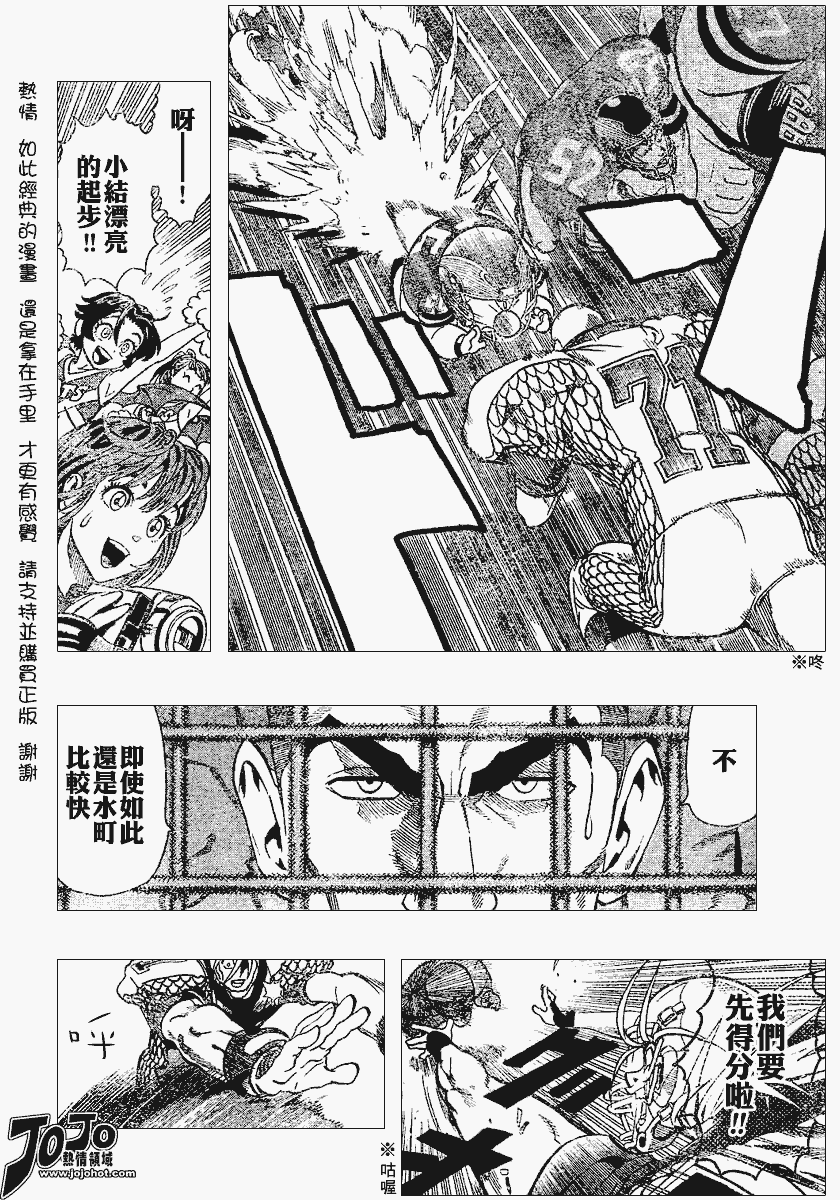 52
71
※咚
呀——！
小結漂亮
的起步!!
不
即使如此
還是水町
比較快
我們要
先得分啦!!
※咕喔
呼
熱情 如此經典的漫畫 還是拿在手里 才更有感覺 請支持並購買正版 謝謝
JOJO
熱情領域
www.jojohot.com